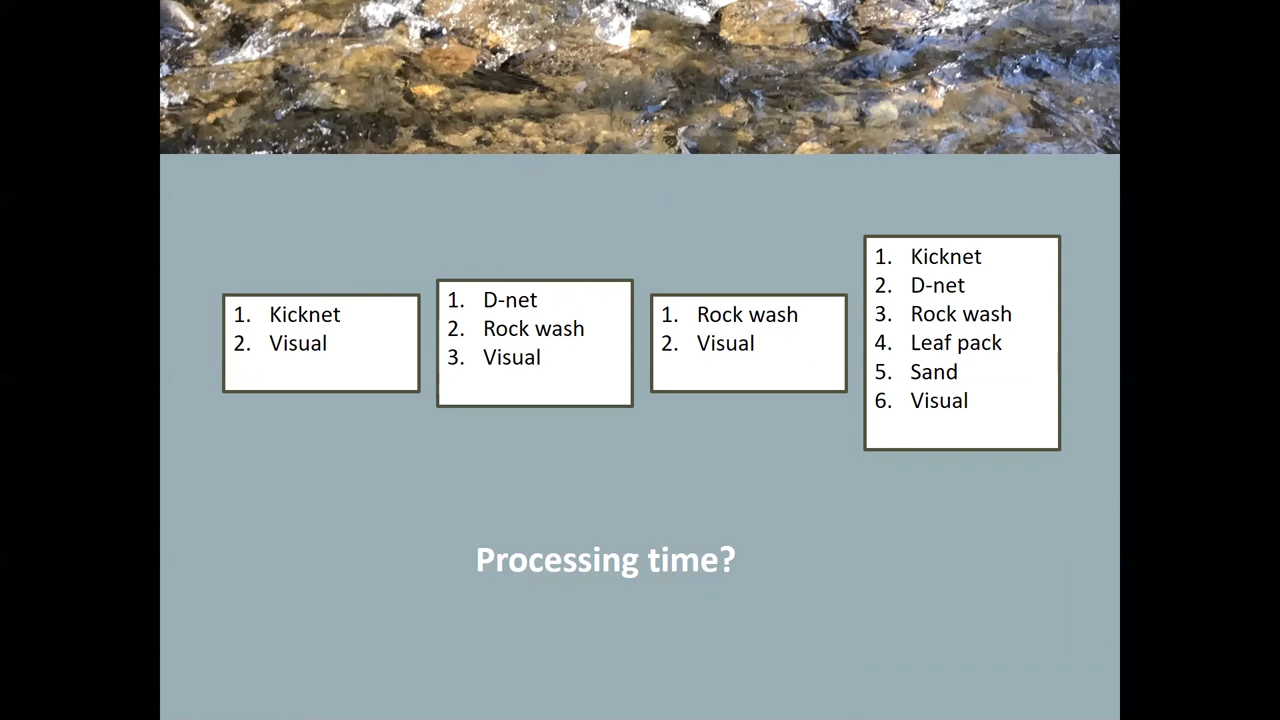 1. Kicknet
2. Visual
1. D-net
2. Rock wash
3. Visual
1. Rock wash
2. Visual
1. Kicknet
2. D-net
3. Rock wash
4. Leaf pack
5. Sand
6. Visual
Processing time?